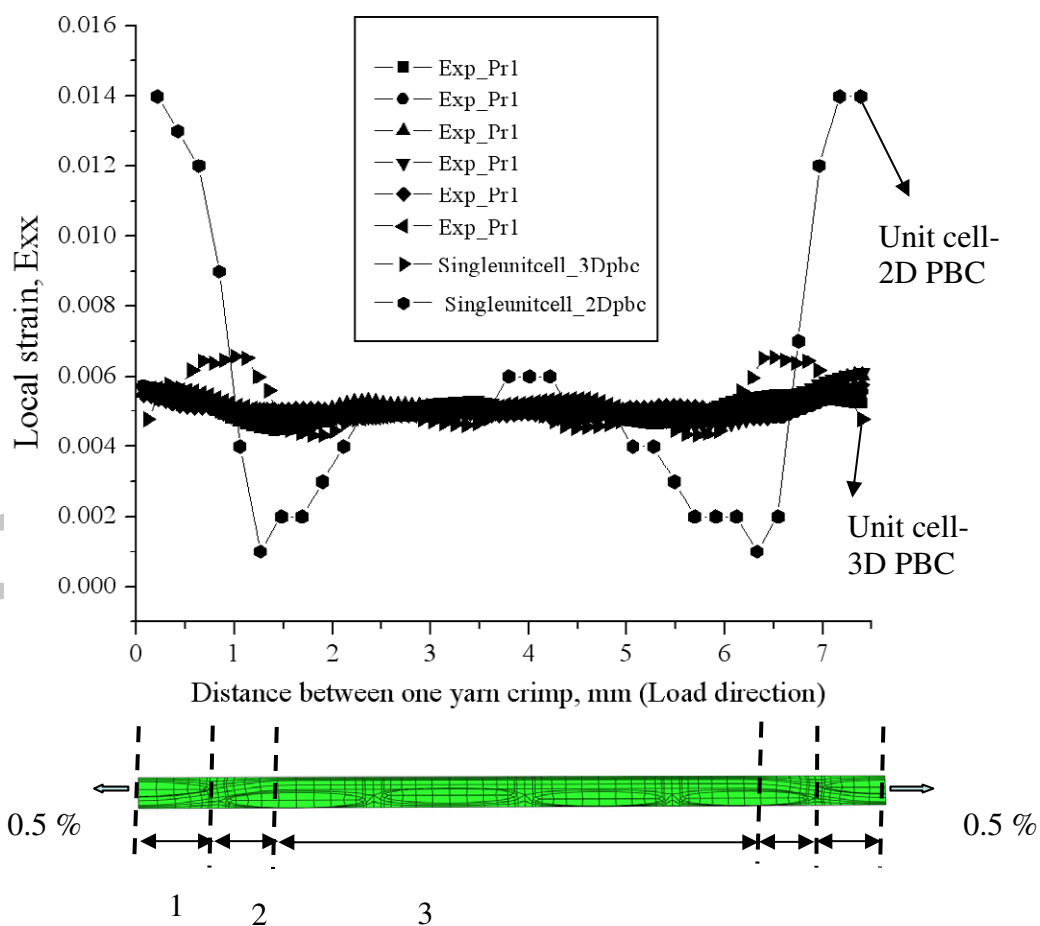 0.016
0.014
0.012
0.010
0.008
0.006
0.004
0.002
0.000
Local strain, Exx
Exp_Pr1
Exp_Pr1
Exp_Pr1
Exp_Pr1
Exp_Pr1
Exp_Pr1
Singleunitcell_3Dpbc
Singleunitcell_2Dpbc
Unit cell-
2D PBC
Unit cell-
3D PBC
0 1 2 3 4 5 6 7
Distance between one yarn crimp, mm (Load direction)
0.5 % 0.5 %
1 2 3